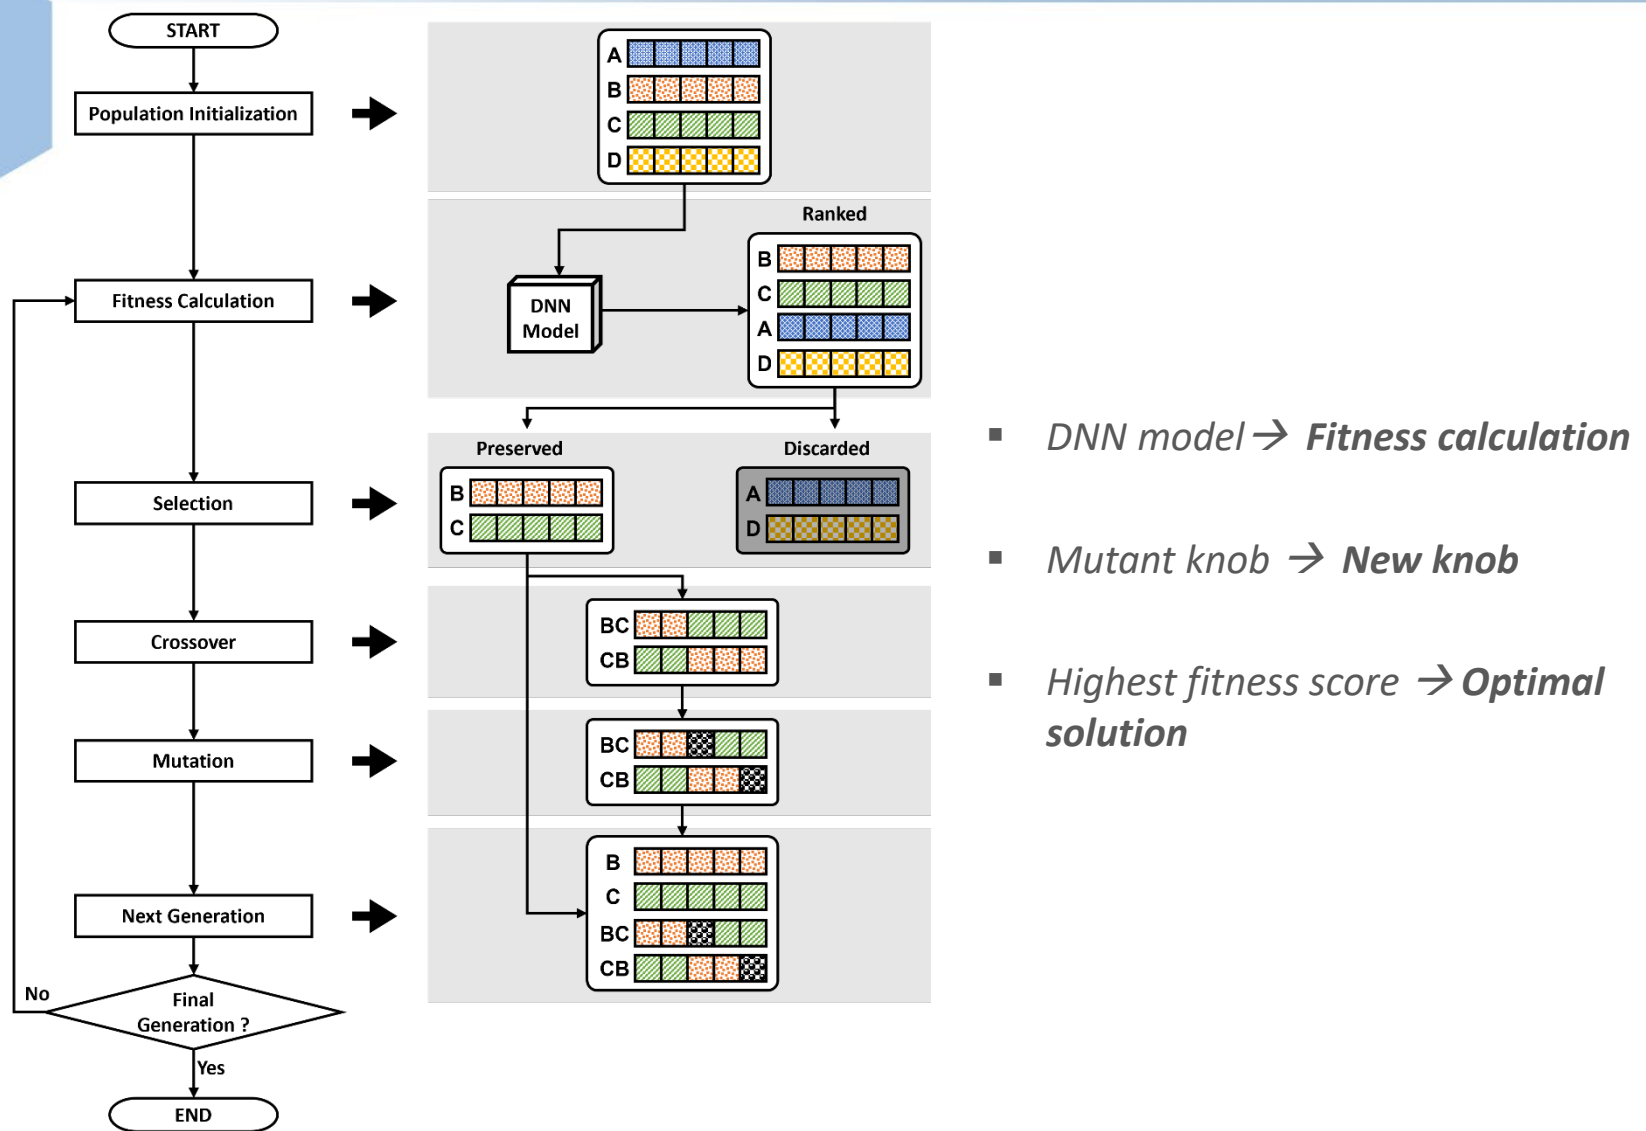 START
Population Initialization
A
B
C
D
Fitness Calculation
DNN
Model
Ranked
B
C
A
D
Selection
Preserved
B
C
Discarded
A
D
Crossover
BC
CB
Mutation
BC
CB
Next Generation
B
C
BC
CB
No
Final
Generation ?
Yes
END
▪ DNN model → Fitness calculation
▪ Mutant knob → New knob
▪ Highest fitness score → Optimal
solution